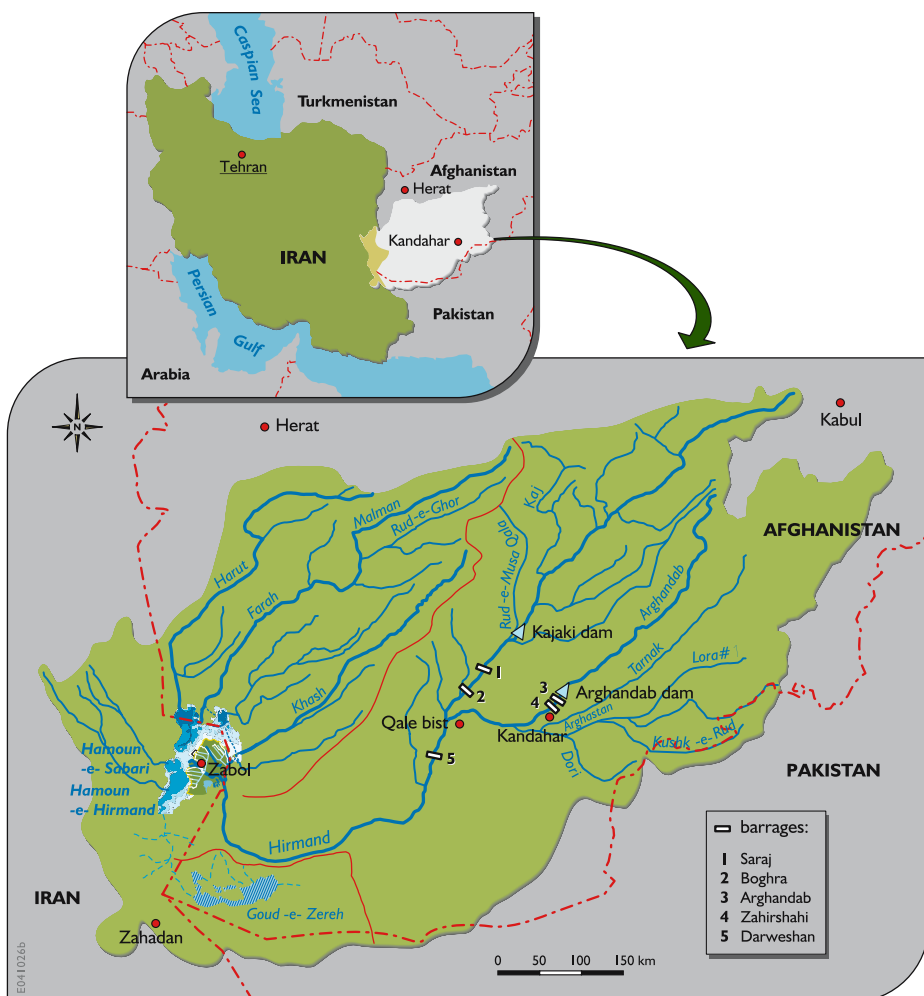 Caspian Sea
Turkmenistan
Tehran
Afghanistan
Herat
Kandahar
IRAN
Persian
Gulf
Pakistan
Arabia
N
Herat
Kabul
AFGHANISTAN
Malman
Rud-e-Ghor
Kaj
Rud-e-Musa Qala
Harut
Farah
Arghandab
Kajaki dam
Tarnak
Lora#
1
2
3
4
Arghandab dam
Khash
Qale bist
Kandahar
Arghastan
Kushk -e-Rud
Dori
5
Hamoun
-e- Sabari
Zabol
Hamoun
-e- Hirmand
PAKISTAN
Hirmand
barrages:
1 Saraj
2 Boghra
3 Arghandab
4 Zahirshahi
5 Darweshan
IRAN
Goud -e- Zereh
Zahadan
0 50 100 150 km
E041026b